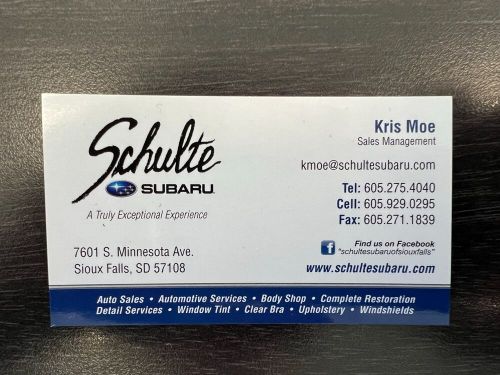 Schulte
SUBARU
A Truly Exceptional Experience
7601 S. Minnesota Ave.
Sioux Falls, SD 57108
Kris Moe
Sales Management
kmoe@schultesubaru.com
Tel: 605.275.4040
Cell: 605.929.0295
Fax: 605.271.1839
f Find us on Facebook
"schultesubaruofsiouxfalls"
www.schultesubaru.com
Auto Sales • Automotive Services • Body Shop • Complete Restoration
Detail Services • Window Tint • Clear Bra • Upholstery • Windshields